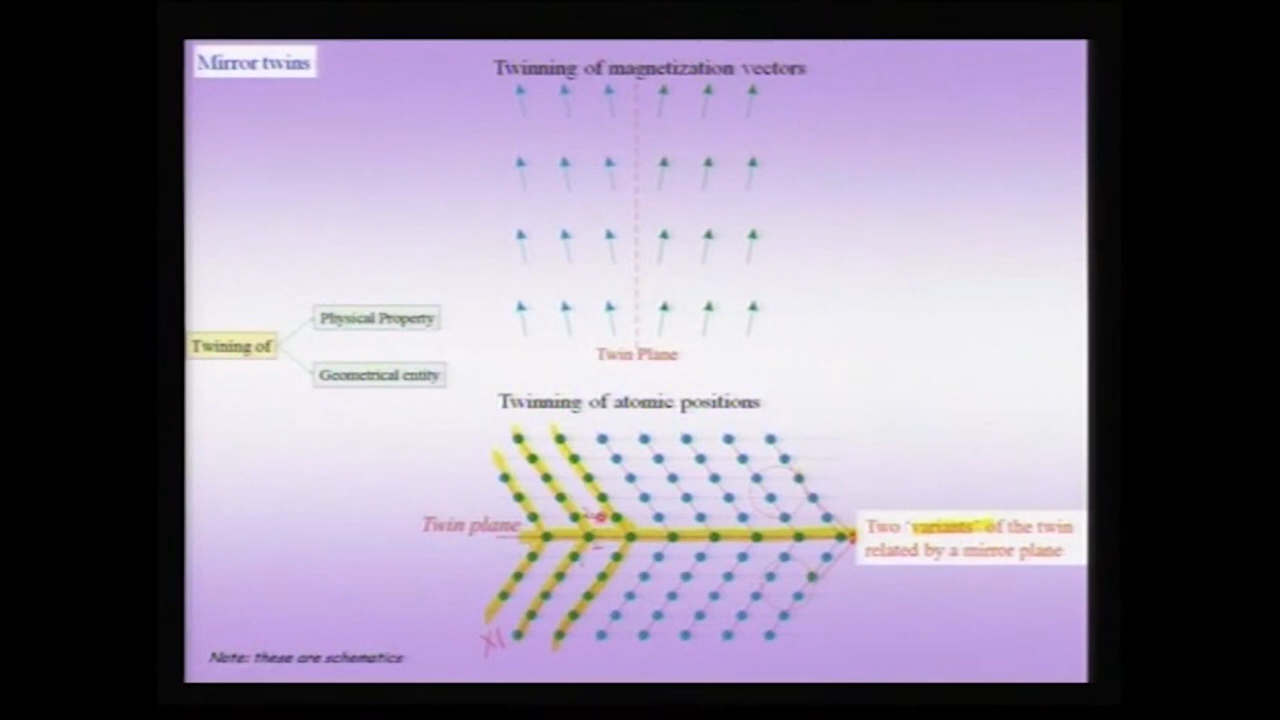 Mirror twins
Twinning of magnetization vectors
Physical Property
Twining of
Geometrical entity
Twin Plane
Twinning of atomic positions
Twin plane
Two 'variants' of the twin
related by a mirror plane
Note: these are schematics